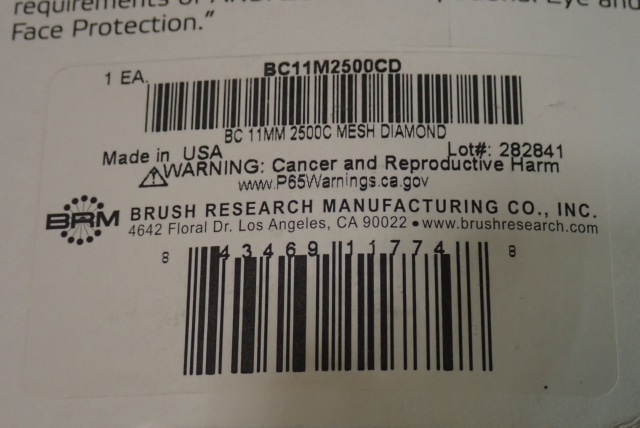 Face Protection."
BC11M2500CD
1 EA.
BC 11MM 2500C MESH DIAMOND
Made in USA Lot#: 282841
WARNING: Cancer and Reproductive Harm
www.P65Warnings.ca.gov
BRM BRUSH RESEARCH MANUFACTURING CO., INC.
4642 Floral Dr. Los Angeles, CA 90022 • www.brushresearch.com
8 43469 11774 8